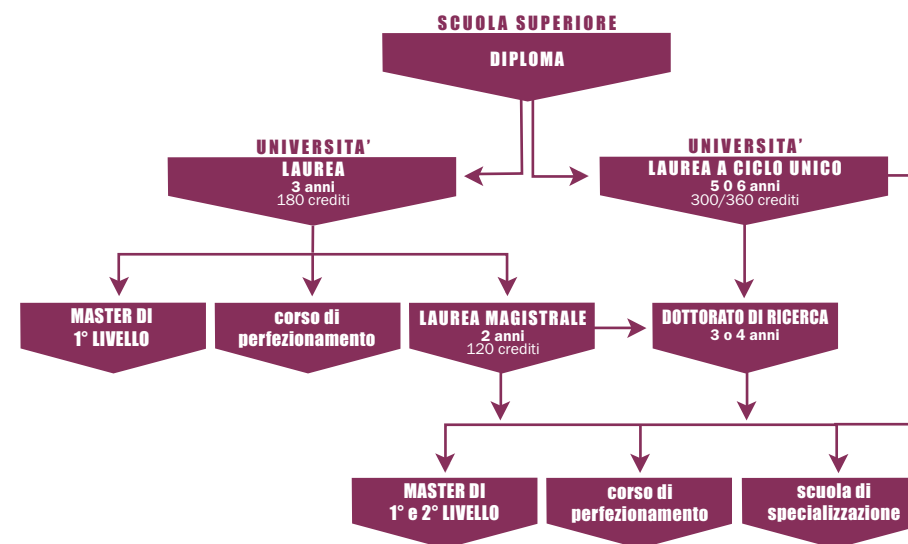 SCUOLA SUPERIORE
DIPLOMA
UNIVERSITA'
LAUREA
3 anni
180 crediti
UNIVERSITA'
LAUREA A CICLO UNICO
5 O 6 anni
300/360 crediti
MASTER DI
1° LIVELLO
corso di
perfezionamento
LAUREA MAGISTRALE
2 anni
120 crediti
DOTTORATO DI RICERCA
3 o 4 anni
MASTER DI
1° e 2° LIVELLO
corso di
perfezionamento
scuola di
specializzazione